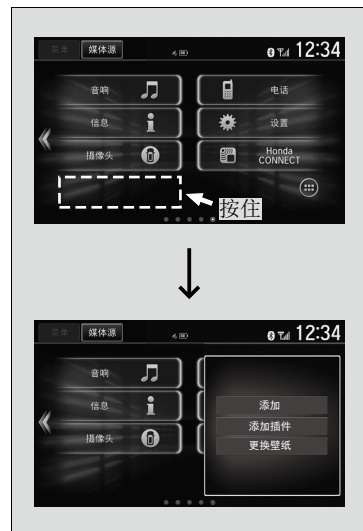 菜单 媒体源 12:34
音响 电话
信息 设置
摄像头 Honda
CONNECT
按住
菜单 媒体源 12:34
音响
信息 添加
摄像头 添加插件
更换壁纸